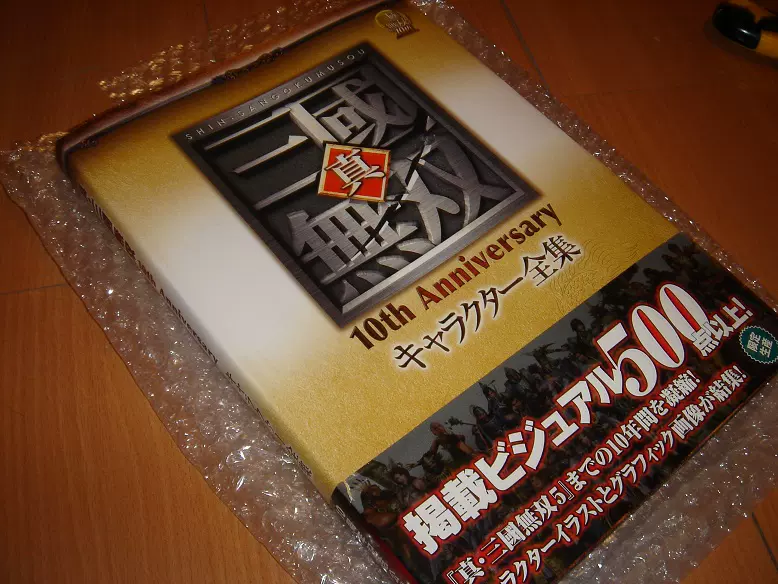 SHIN·SANGOKUMUSOU
真
三國
無双
10th Anniversary
キャラクター全集
掲載ビジュアル500点以上!
限定
生産
『真・三國無双5』までの10年間を凝縮!
ラクターイラストとグラフィック画像が結集!